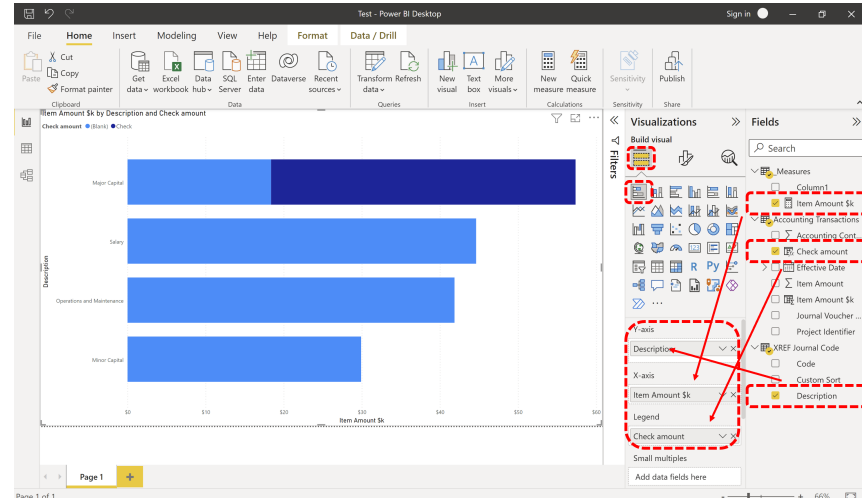 Test - Power BI Desktop
Sign in
File Home Insert Modeling View Help Format Data / Drill
Paste
Cut
Copy
Format painter
Clipboard
Get data
Excel workbook
Data hub
SQL Server
Enter data
Dataverse
Recent sources
Data
Transform data
Refresh
Queries
New visual
Text box
More visuals
Insert
New measure
Quick measure
Calculations
Sensitivity
Sensitivity
Publish
Share
Item Amount $k by Description and Check amount
Check amount (Blank) Check
Major Capital
Salary
Operations and Maintenance
Minor Capital
Description
$0 $10 $20 $30 $40 $50 $60
Item Amount $k
Filters
Visualizations
Build visual
R Py
Y-axis
Description
X-axis
Item Amount $k
Legend
Check amount
Small multiples
Add data fields here
Fields
Search
_Measures
Column1
Item Amount $k
Accounting Transactions
Accounting Cont...
Check amount
Effective Date
Item Amount
Item Amount $k
Journal Voucher ...
Project Identifier
XREF Journal Code
Code
Custom Sort
Description
Page 1
Page 1 of 1
66%